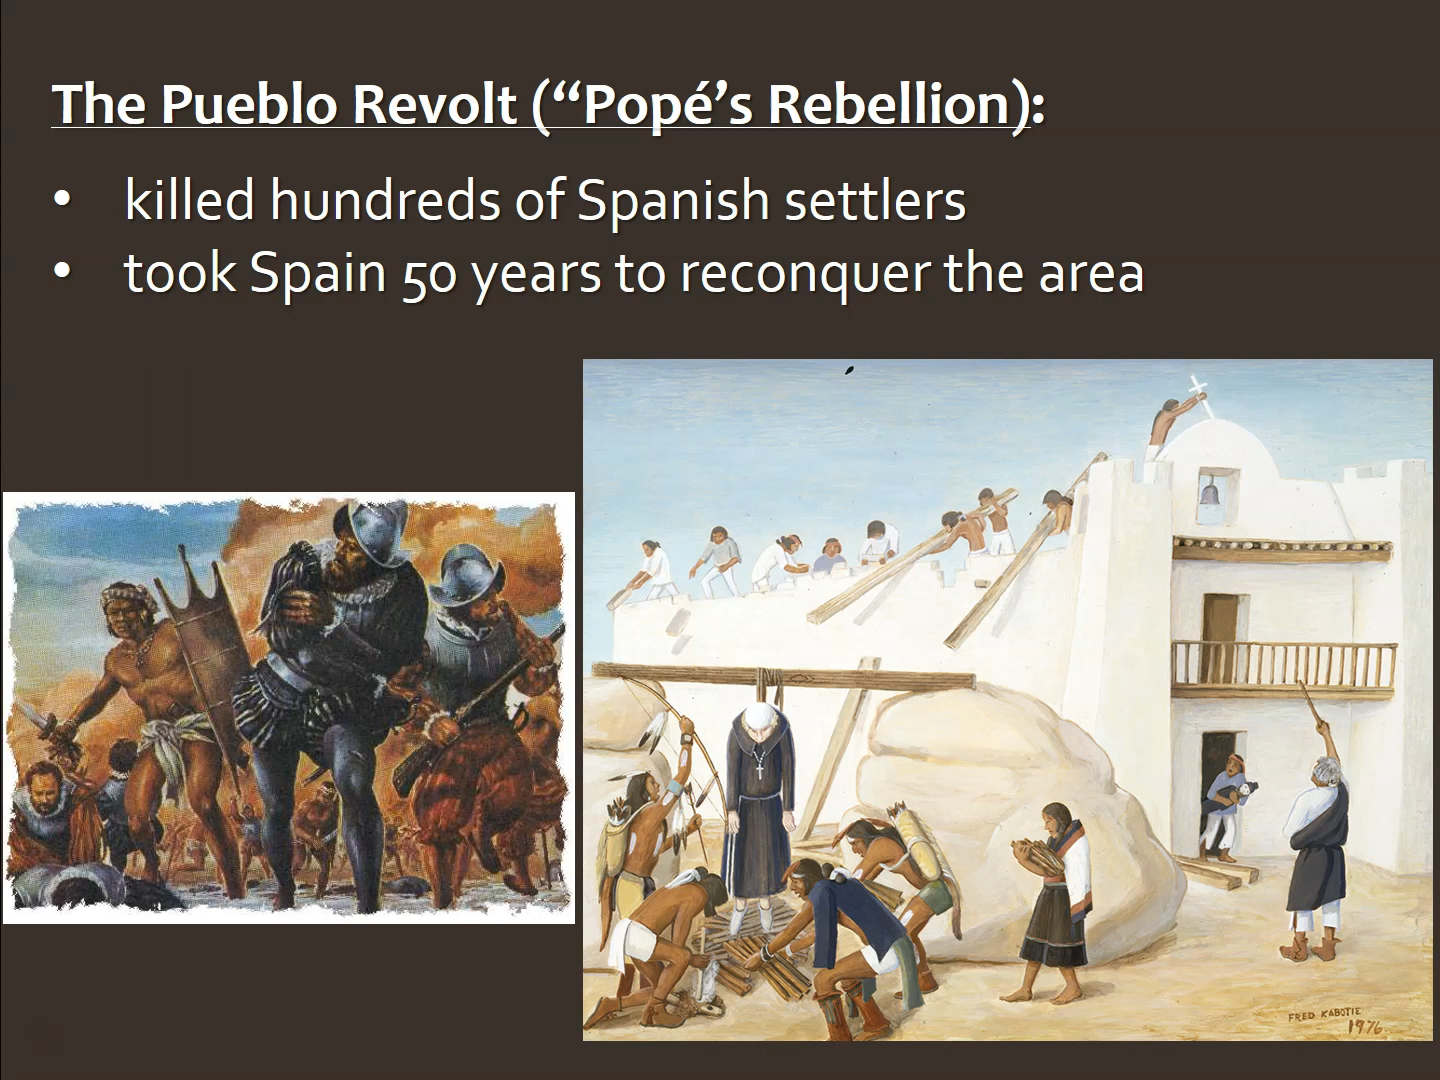 The Pueblo Revolt (“Popé’s Rebellion):
• killed hundreds of Spanish settlers
• took Spain 50 years to reconquer the area
FRED KABOTIE
1976